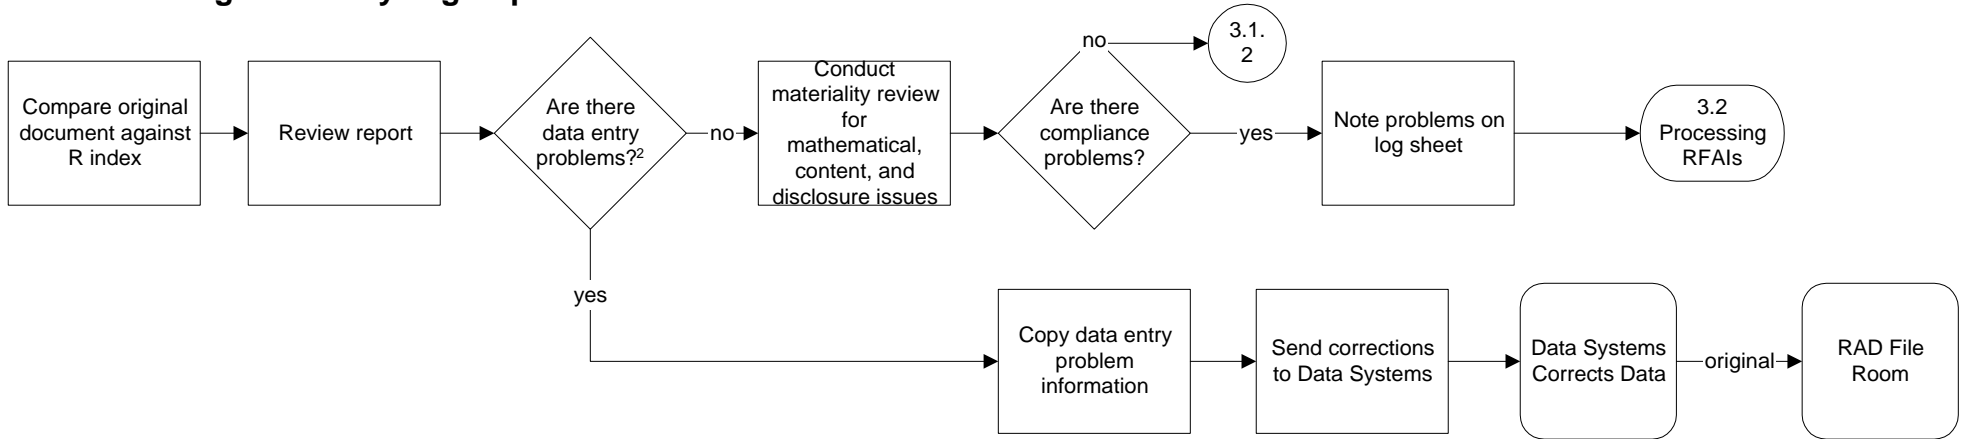 no
3.1.
2
Compare original
document against
R index
Review report
Are there
data entry
problems?2
no
Conduct
materiality review
for
mathematical,
content, and
disclosure issues
Are there
compliance
problems?
yes
Note problems on
log sheet
3.2
Processing
RFAIs
yes
Copy data entry
problem
information
Send corrections
to Data Systems
Data Systems
Corrects Data
original
RAD File
Room